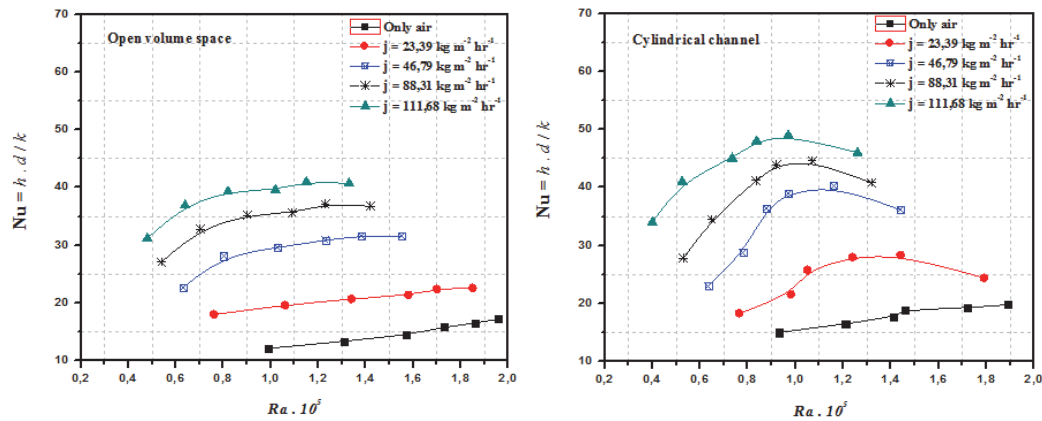 Open volume space
Only air
j = 23,39 kg m⁻² hr⁻¹
j = 46,79 kg m⁻² hr⁻¹
j = 88,31 kg m⁻² hr⁻¹
j = 111,68 kg m⁻² hr⁻¹
Nu = h . d / k
70
60
50
40
30
20
10
0,2 0,4 0,6 0,8 1,0 1,2 1,4 1,6 1,8 2,0
Ra . 10⁵
Cylindrical channel
Only air
j = 23,39 kg m⁻² hr⁻¹
j = 46,79 kg m⁻² hr⁻¹
j = 88,31 kg m⁻² hr⁻¹
j = 111,68 kg m⁻² hr⁻¹
Nu = h . d / k
70
60
50
40
30
20
10
0,2 0,4 0,6 0,8 1,0 1,2 1,4 1,6 1,8 2,0
Ra . 10⁵